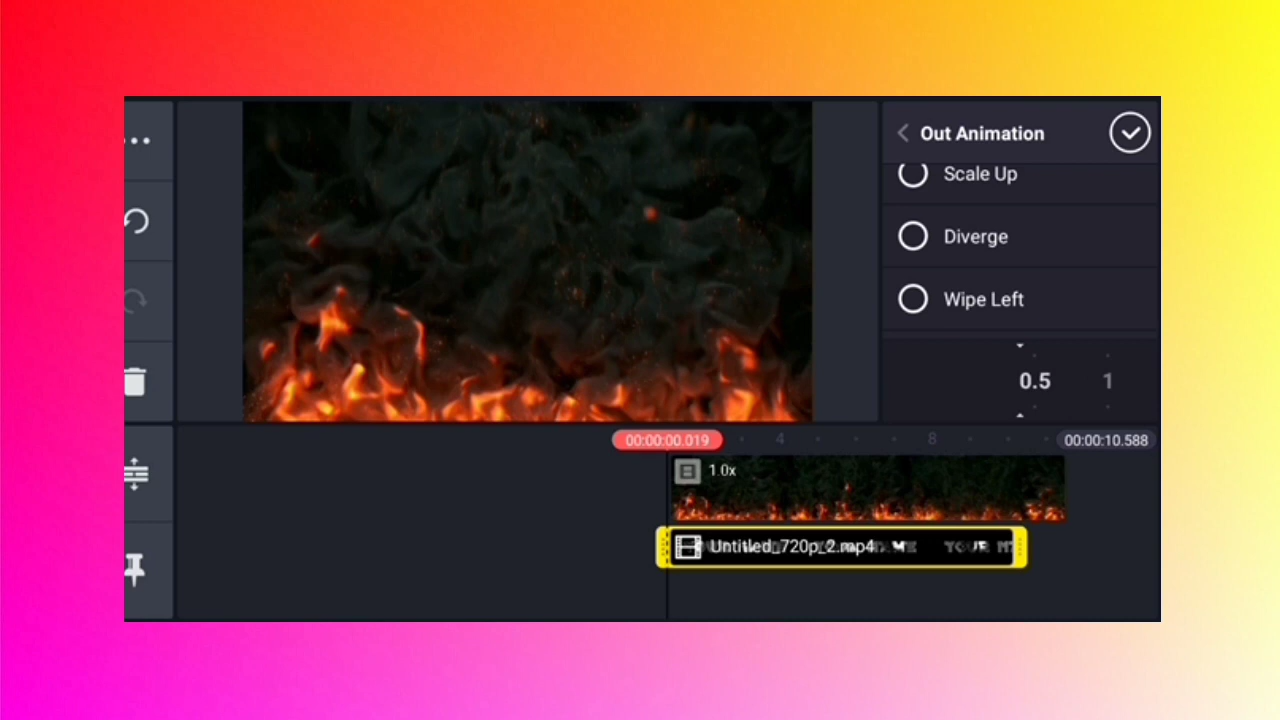 Out Animation
Scale Up
Diverge
Wipe Left
0.5 1
00:00:00.019 4 8 00:00:10.588
1.0x
Untitled_720p_2.mp4
YOUR